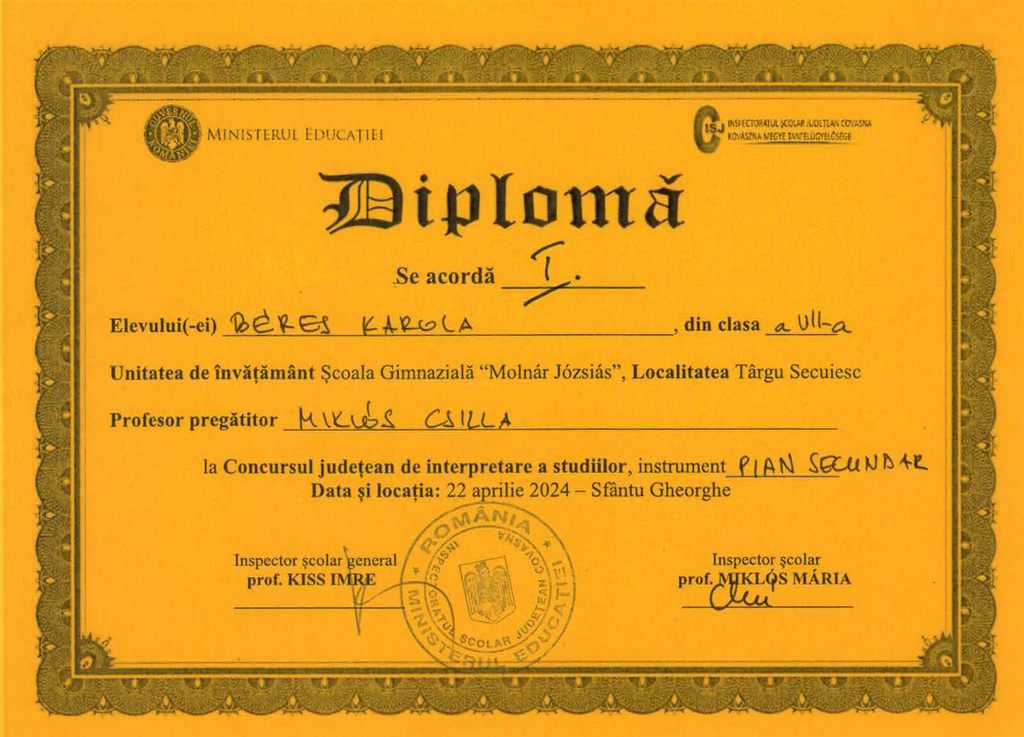 GUVERNUL ROMÂNIEI
MINISTERUL EDUCAȚIEI
ISJ
INSPECTORATUL ȘCOLAR JUDEȚEAN COVASNA
KOVÁSZNA MEGYE TANFELÜGYELŐSÉGE
Diplomă
Se acordă I.
Elevului(-ei) BÉRES KAROLA, din clasa a VII-a
Unitatea de învățământ Școala Gimnazială “Molnár Józsiás”, Localitatea Târgu Secuiesc
Profesor pregătitor MIKLÓS CSILLA
la Concursul județean de interpretare a studiilor, instrument PIAN SECUNDAR
Data și locația: 22 aprilie 2024 – Sfântu Gheorghe
Inspector școlar general
prof. KISS IMRE
Inspector școlar
prof. MIKLÓS MÁRIA
* ROMÂNIA *
MINISTERUL EDUCAȚIEI
INSPECTORATUL ȘCOLAR JUDEȚEAN COVASNA